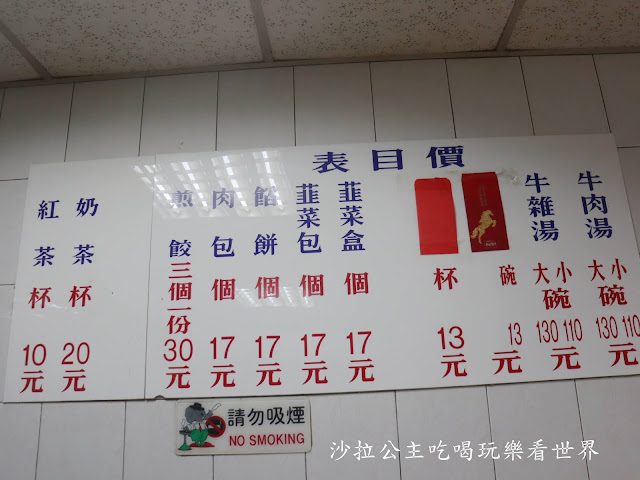 價目表
牛肉湯 大小碗 130 110元
牛雜湯 大小碗 130 110元
碗 13元
杯 13元
韮菜盒 個 17元
韮菜包 個 17元
餡餅 個 17元
肉包 個 17元
煎餃 三個一份 30元
奶茶 杯 20元
紅茶 杯 10元
請勿吸煙
NO SMOKING
沙拉公主吃喝玩樂看世界